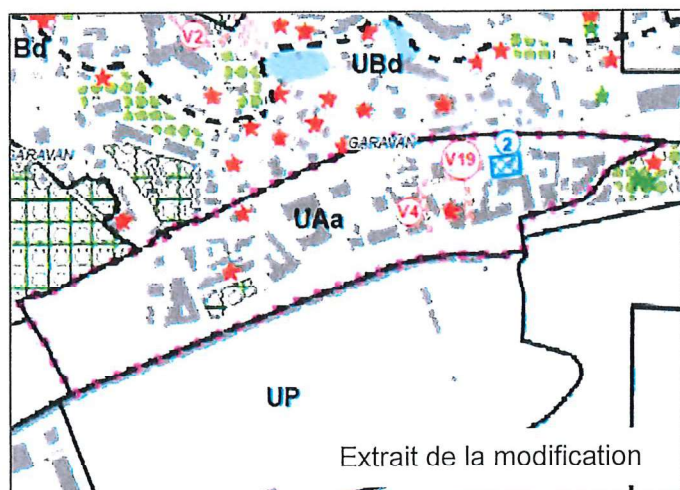 V2
Bd
UBd
GARAVAN
GARAVAN
2
V19
UAa
V4
UP
Extrait de la modification